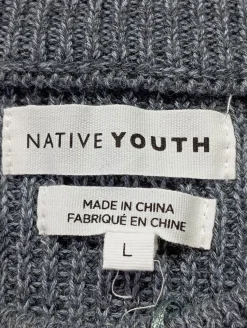 NATIVE YOUTH
MADE IN CHINA
FABRIQUÉ EN CHINE
L